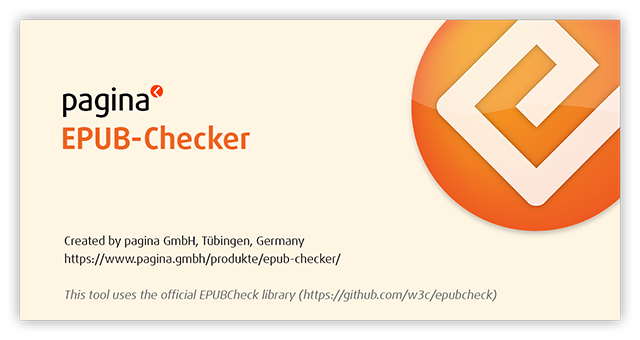 pagina
EPUB-Checker
Created by pagina GmbH, Tübingen, Germany
https://www.pagina.gmbh/produkte/epub-checker/
This tool uses the official EPUBCheck library (https://github.com/w3c/epubcheck)